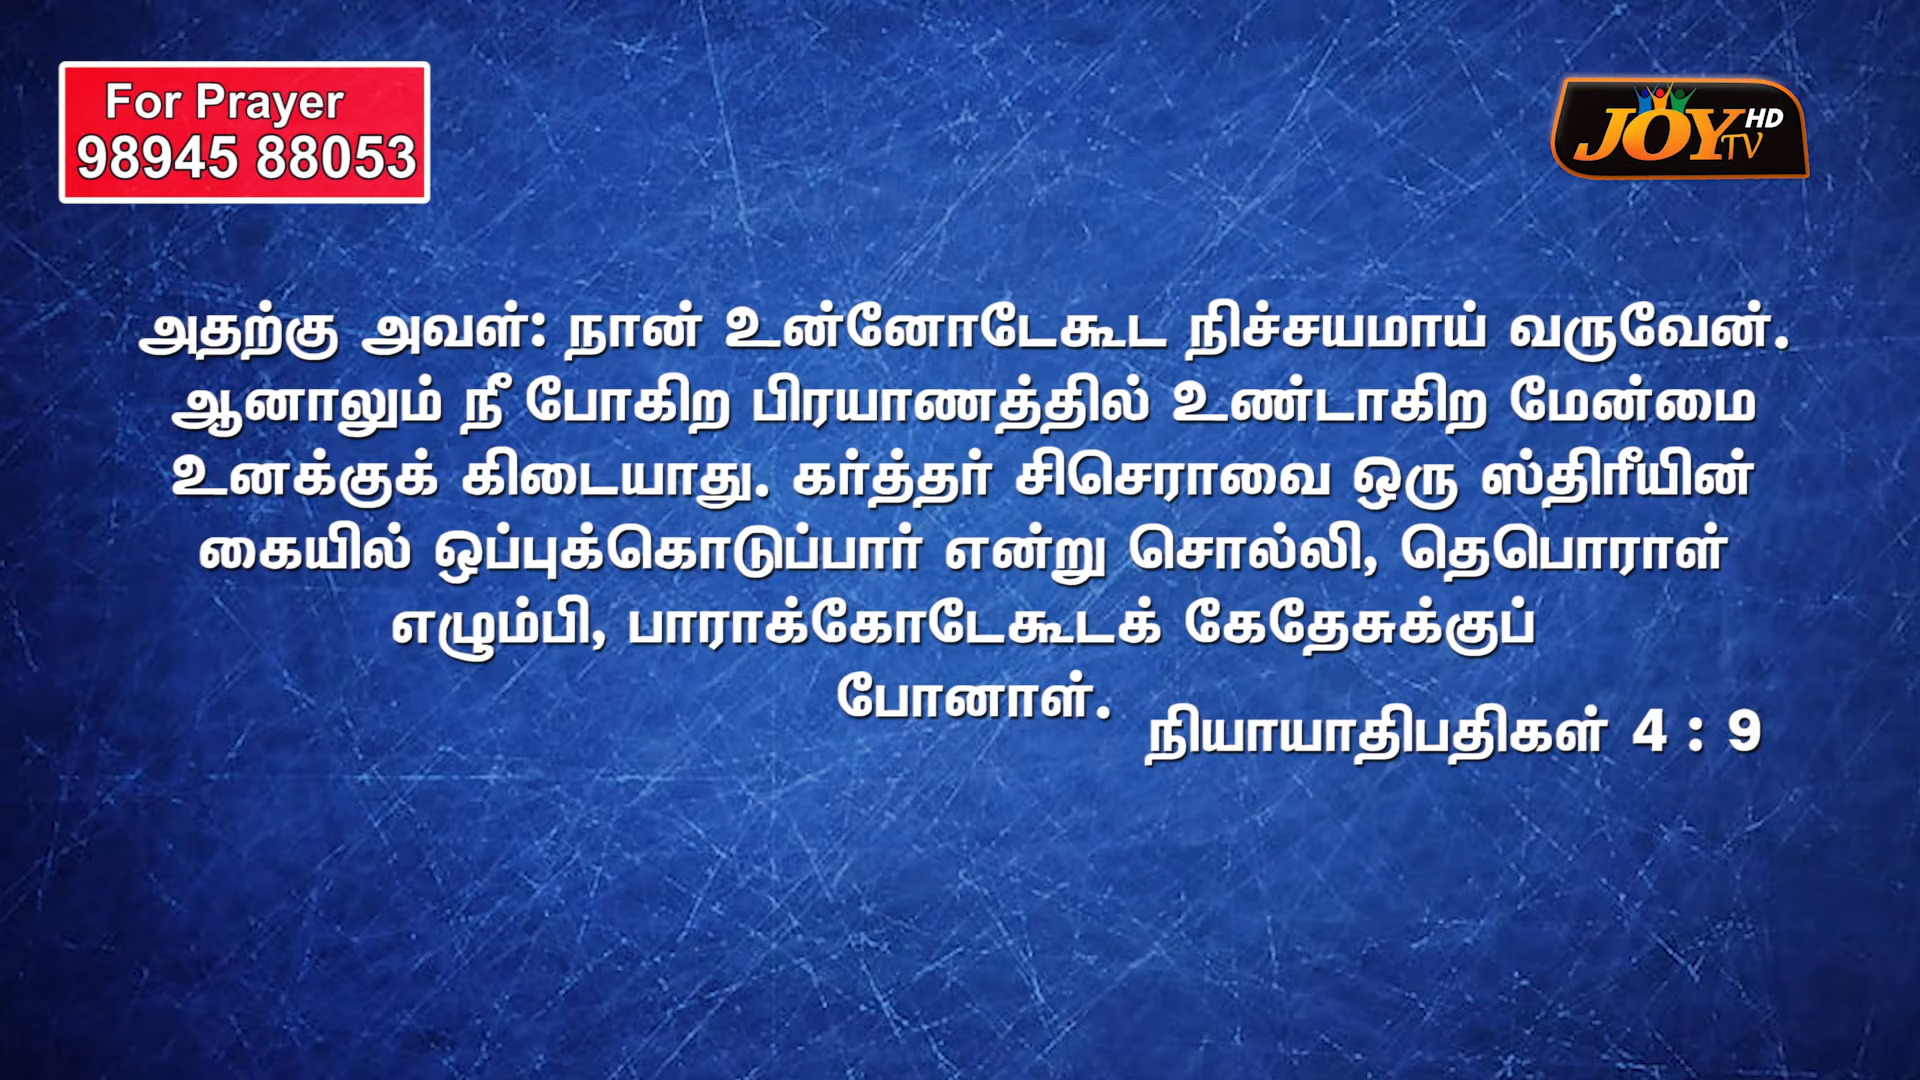 For Prayer
98945 88053
JOY TV HD
அதற்கு அவள்: நான் உன்னோடேகூட நிச்சயமாய் வருவேன்.
ஆனாலும் நீ போகிற பிரயாணத்தில் உண்டாகிற மேன்மை
உனக்குக் கிடையாது. கர்த்தர் சிசெராவை ஒரு ஸ்திரீயின்
கையில் ஒப்புக்கொடுப்பார் என்று சொல்லி, தெபொராள்
எழும்பி, பாராக்கோடேகூடக் கேதேசுக்குப்
போனாள்.
நியாயாதிபதிகள் 4 : 9